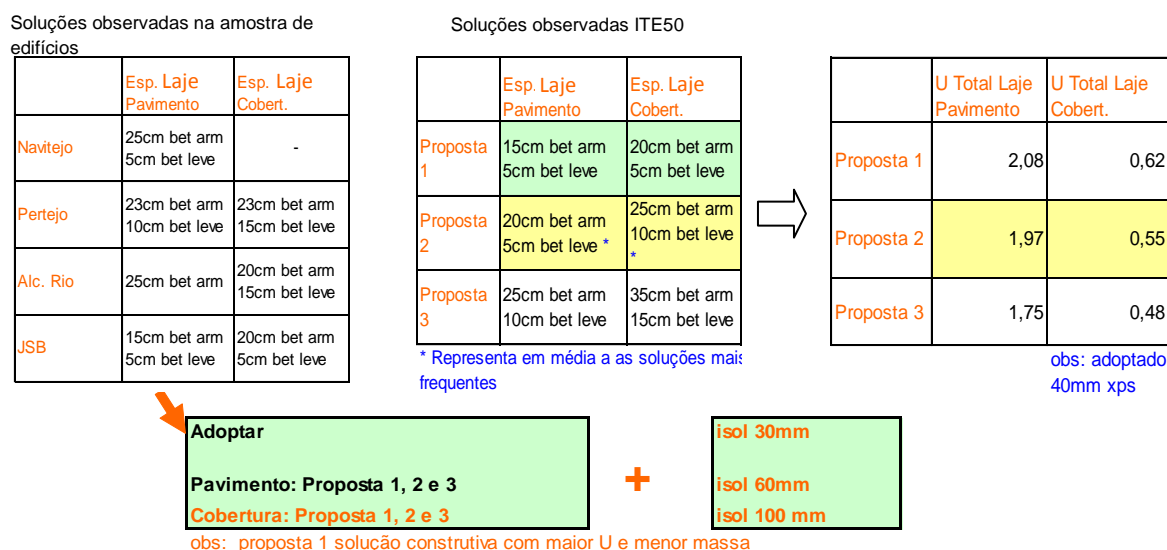 Soluções observadas na amostra de
edifícios
Esp. Laje Esp. Laje
Pavimento Cobert.
Navitejo 25cm bet arm -
5cm bet leve
Pertejo 23cm bet arm 23cm bet arm
10cm bet leve 15cm bet leve
Alc. Rio 25cm bet arm 20cm bet arm
15cm bet leve
JSB 15cm bet arm 20cm bet arm
5cm bet leve 5cm bet leve
Soluções observadas ITE50
Esp. Laje Esp. Laje
Pavimento Cobert.
Proposta 15cm bet arm 20cm bet arm
1 5cm bet leve 5cm bet leve
Proposta 20cm bet arm 25cm bet arm
2 5cm bet leve * 10cm bet leve
*
Proposta 25cm bet arm 35cm bet arm
3 10cm bet leve 15cm bet leve
* Representa em média a as soluções mais
frequentes
U Total Laje U Total Laje
Pavimento Cobert.
Proposta 1 2,08 0,62
Proposta 2 1,97 0,55
Proposta 3 1,75 0,48
obs: adoptado
40mm xps
Adoptar
Pavimento: Proposta 1, 2 e 3
Cobertura: Proposta 1, 2 e 3
+
isol 30mm
isol 60mm
isol 100 mm
obs: proposta 1 solução construtiva com maior U e menor massa